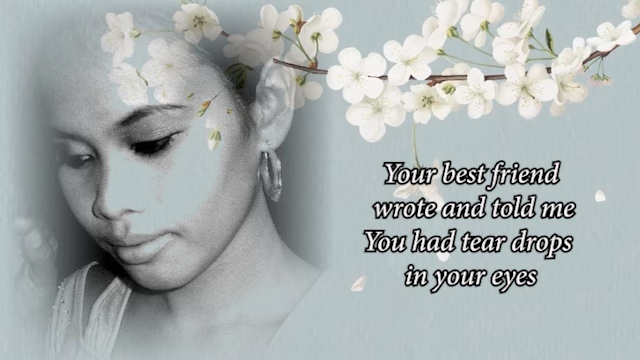 Your best friend
wrote and told me
You had tear drops
in your eyes